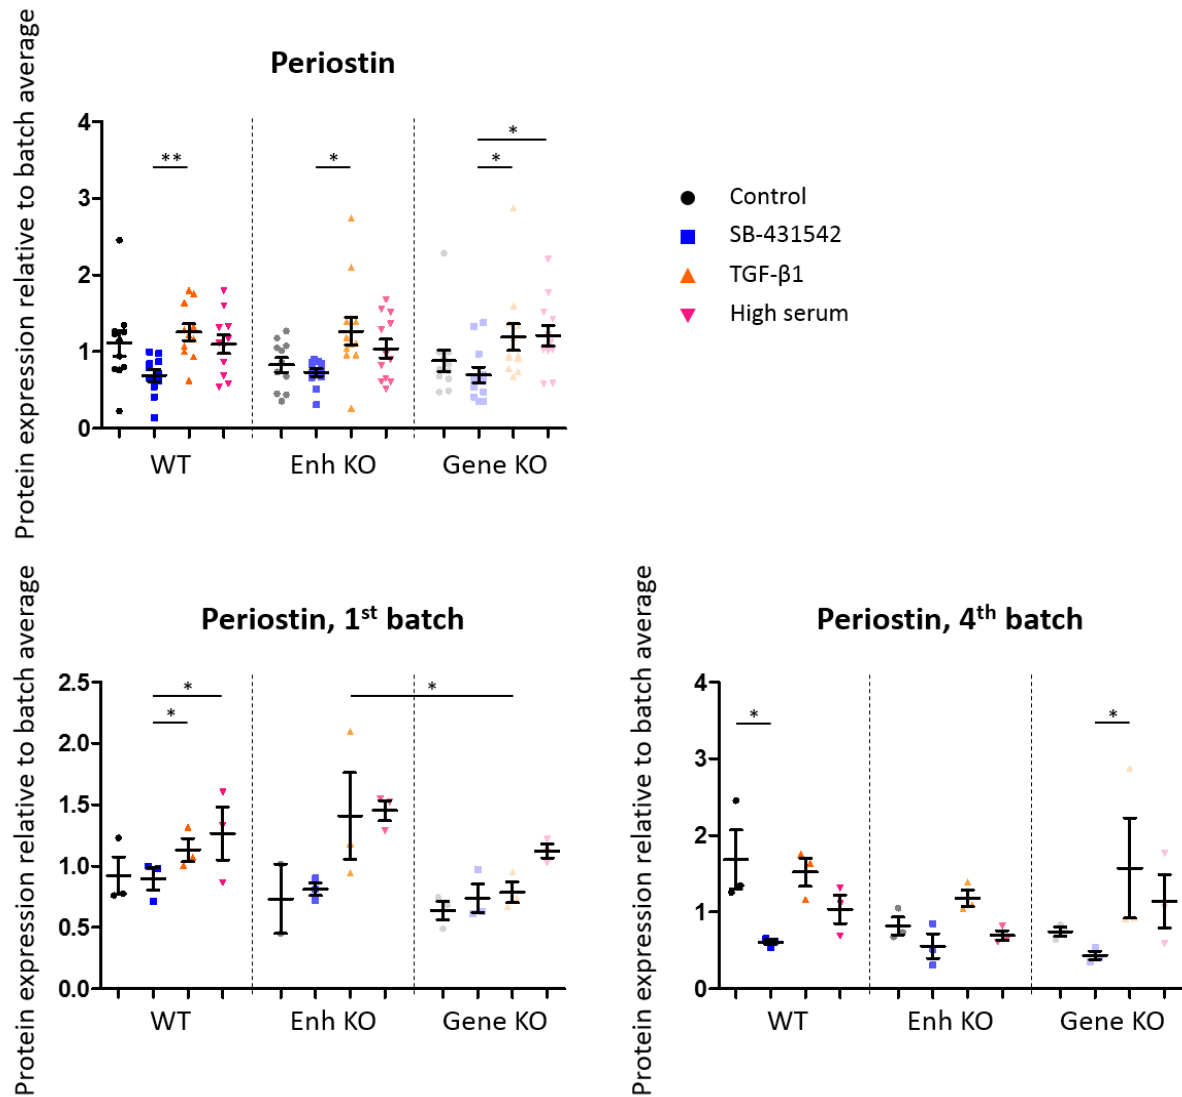 Periostin
Protein expression relative to batch average
4
3
2
1
0
**
*
*
*
WT
Enh KO
Gene KO
Control
SB-431542
TGF-β1
High serum
Periostin, 1st batch
Protein expression relative to batch average
2.5
2.0
1.5
1.0
0.5
0.0
*
*
*
WT
Enh KO
Gene KO
Periostin, 4th batch
Protein expression relative to batch average
4
3
2
1
0
*
*
WT
Enh KO
Gene KO